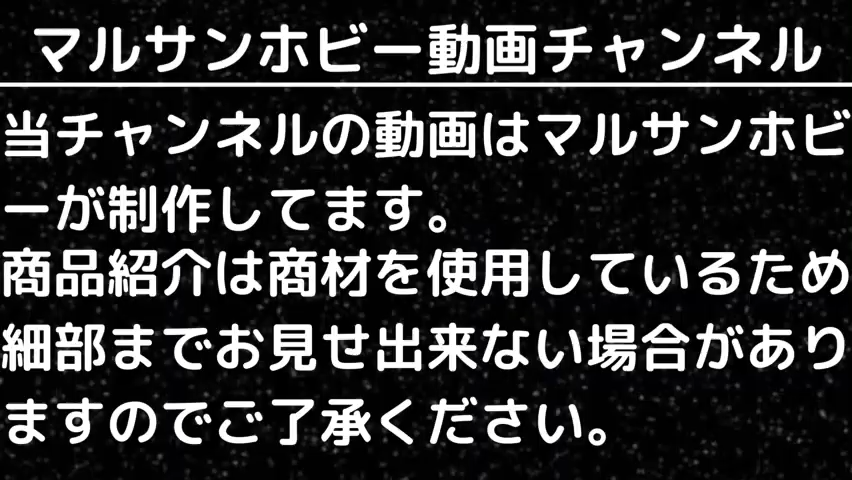 マルサンホビー動画チャンネル
当チャンネルの動画はマルサンホビ
ーが制作してます。
商品紹介は商材を使用しているため
細部までお見せ出来ない場合があり
ますのでご了承ください。